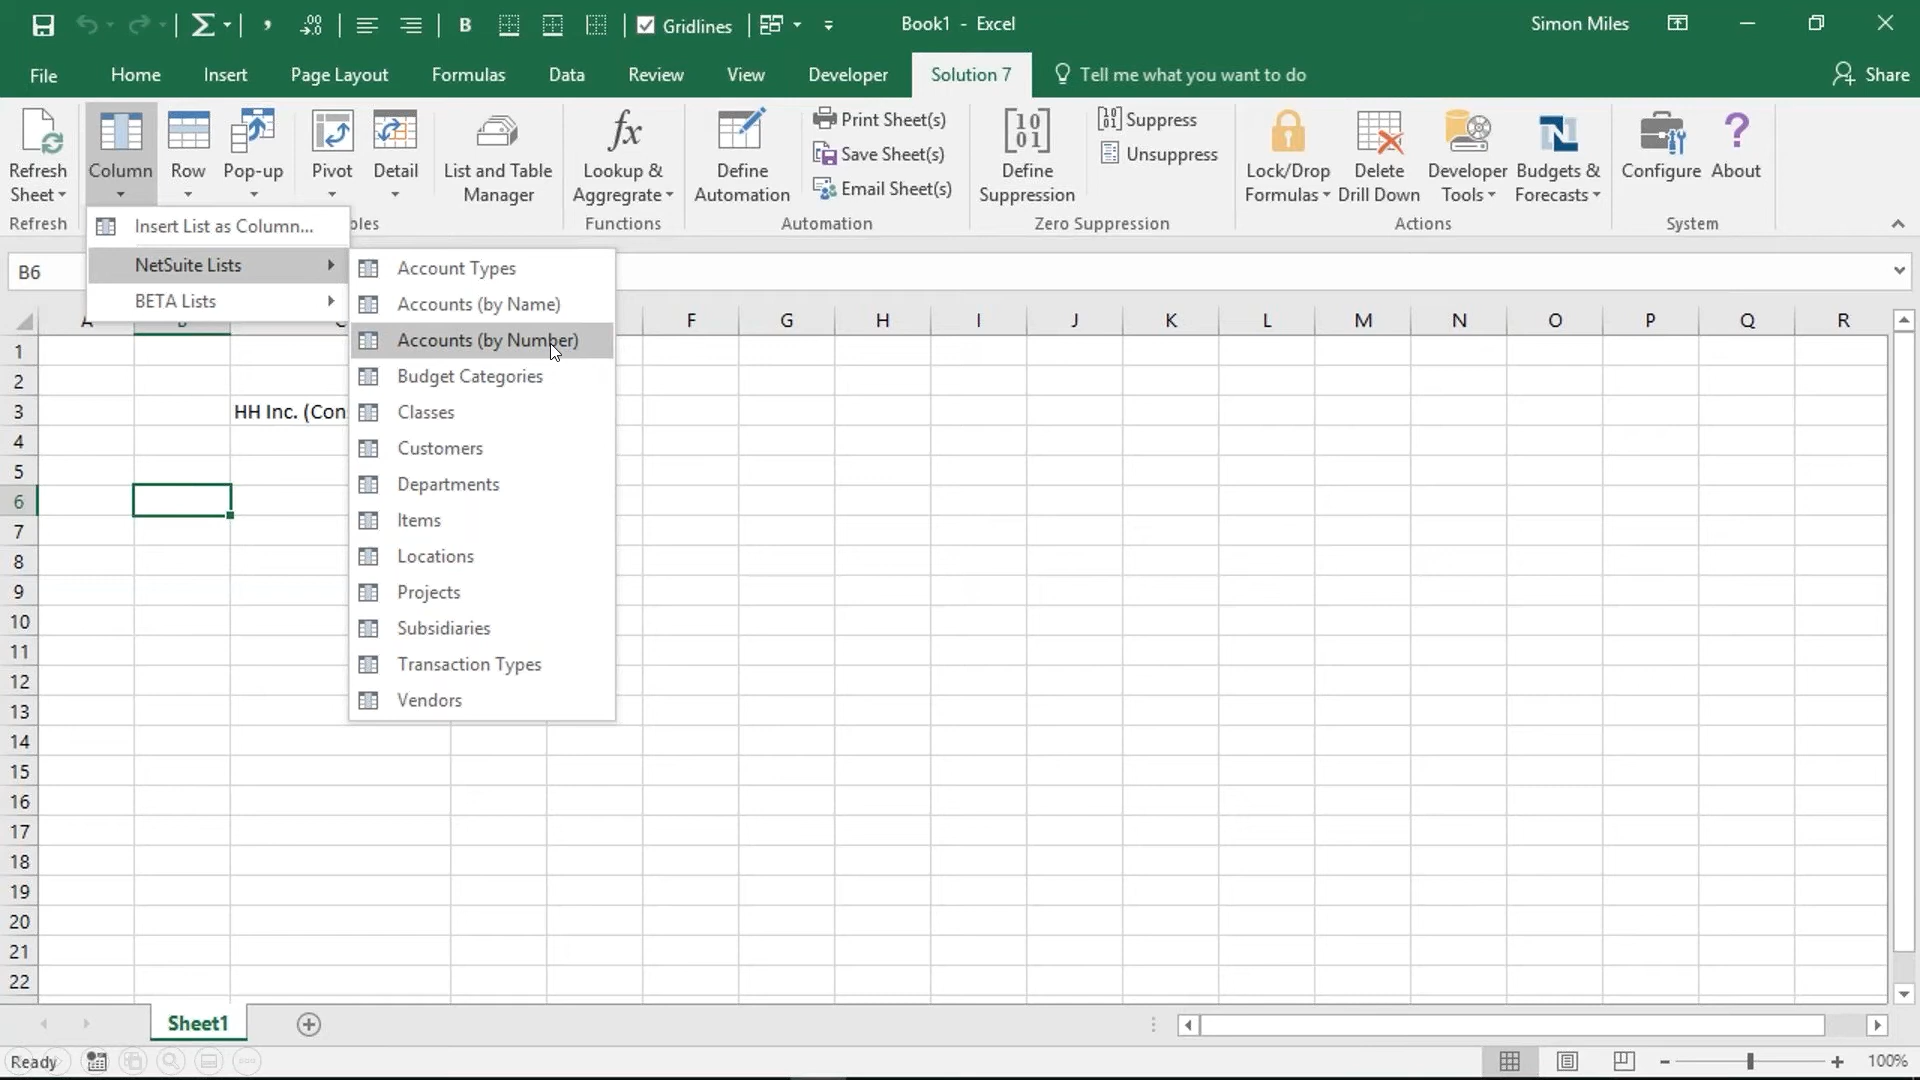 Gridlines
Book1 - Excel
Simon Miles
File
Home
Insert
Page Layout
Formulas
Data
Review
View
Developer
Solution 7
Tell me what you want to do
Share
Refresh
Sheet
Column
Row
Pop-up
Pivot
Detail
List and Table
Manager
Lookup &
Aggregate
Define
Automation
Print Sheet(s)
Save Sheet(s)
Email Sheet(s)
Define
Suppression
Suppress
Unsuppress
Lock/Drop
Formulas
Delete
Drill Down
Developer
Tools
Budgets &
Forecasts
Configure
About
Refresh
bles
Functions
Automation
Zero Suppression
Actions
System
Insert List as Column...
NetSuite Lists
BETA Lists
Account Types
Accounts (by Name)
Accounts (by Number)
Budget Categories
Classes
Customers
Departments
Items
Locations
Projects
Subsidiaries
Transaction Types
Vendors
B6
F G H I J K L M N O P Q R
1
2
3 HH Inc. (Con
4
5
6
7
8
9
10
11
12
13
14
15
16
17
18
19
20
21
22
Sheet1
Ready
100%